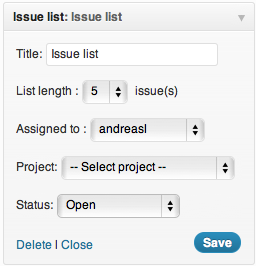 Issue list: Issue list
Title: Issue list
List length : 5 issue(s)
Assigned to : andreasl
Project: -- Select project --
Status: Open
Delete | Close Save